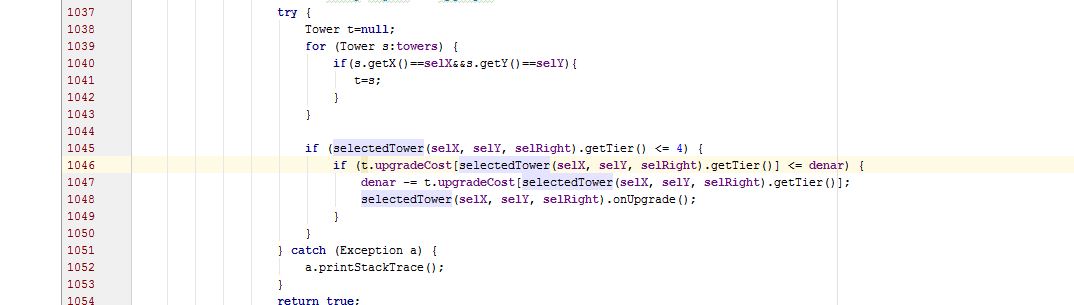 1037 try {
1038 Tower t=null;
1039 for (Tower s:towers) {
1040 if(s.getX()==selX&&s.getY()==selY){
1041 t=s;
1042 }
1043 }
1044
1045 if (selectedTower(selX, selY, selRight).getTier() <= 4) {
1046 if (t.upgradeCost[selectedTower(selX, selY, selRight).getTier()] <= denar) {
1047 denar -= t.upgradeCost[selectedTower(selX, selY, selRight).getTier()];
1048 selectedTower(selX, selY, selRight).onUpgrade();
1049 }
1050 }
1051 } catch (Exception a) {
1052 a.printStackTrace();
1053 }
1054 return true;